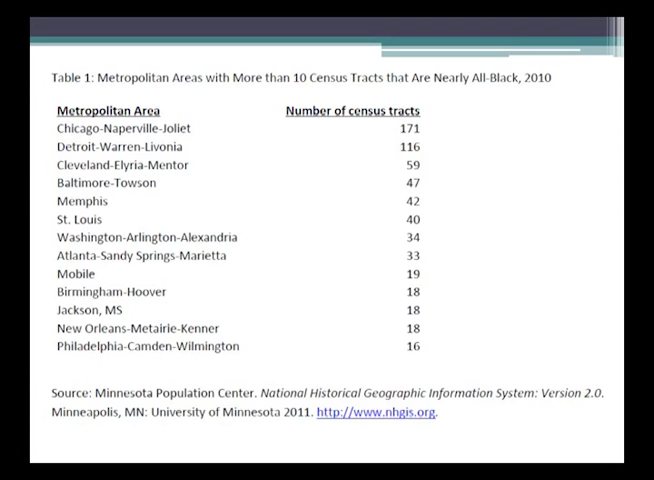 Table 1: Metropolitan Areas with More than 10 Census Tracts that Are Nearly All-Black, 2010
Metropolitan Area Number of census tracts
Chicago-Naperville-Joliet 171
Detroit-Warren-Livonia 116
Cleveland-Elyria-Mentor 59
Baltimore-Towson 47
Memphis 42
St. Louis 40
Washington-Arlington-Alexandria 34
Atlanta-Sandy Springs-Marietta 33
Mobile 19
Birmingham-Hoover 18
Jackson, MS 18
New Orleans-Metairie-Kenner 18
Philadelphia-Camden-Wilmington 16
Source: Minnesota Population Center. National Historical Geographic Information System: Version 2.0.
Minneapolis, MN: University of Minnesota 2011. http://www.nhgis.org.